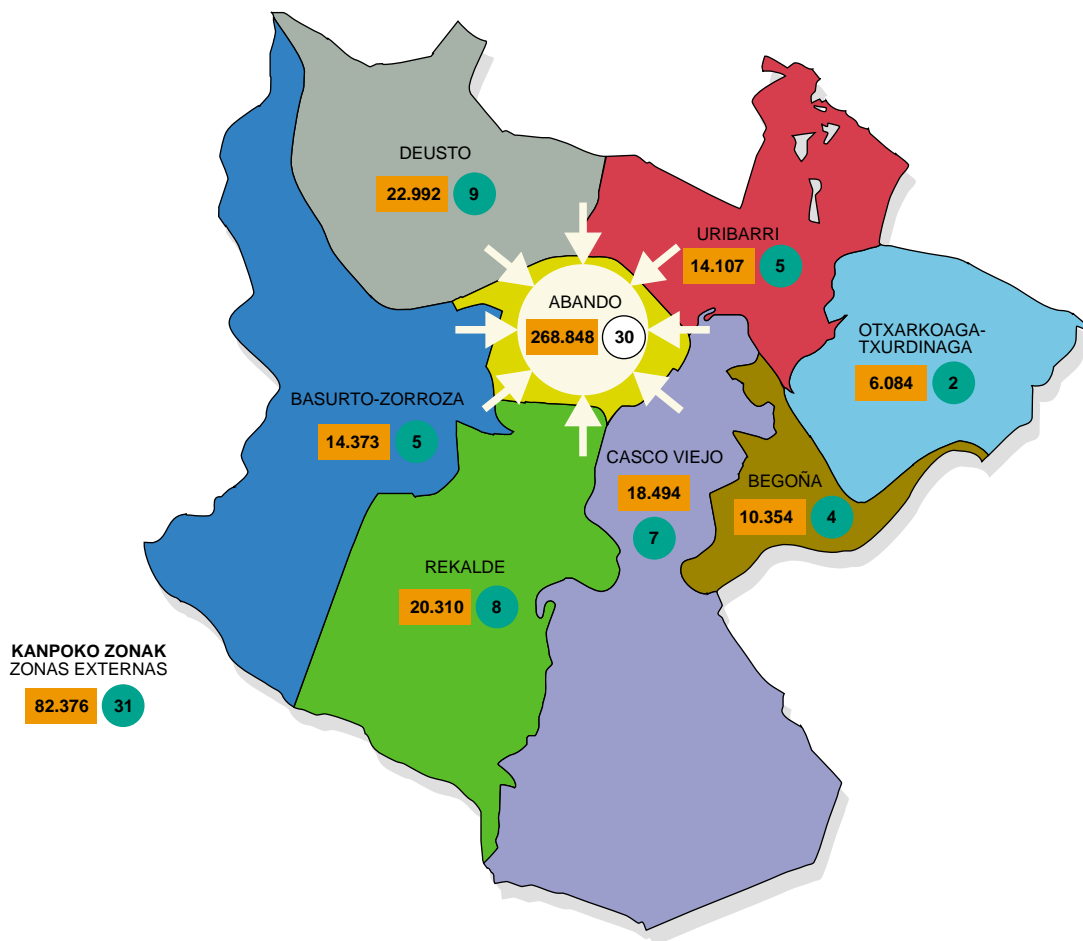 DEUSTO
22.992 9
URIBARRI
14.107 5
ABANDO
268.848 30
OTXARKOAGA-
TXURDINAGA
6.084 2
BASURTO-ZORROZA
14.373 5
CASCO VIEJO
18.494
7
BEGOÑA
10.354 4
REKALDE
20.310 8
KANPOKO ZONAK
ZONAS EXTERNAS
82.376 31